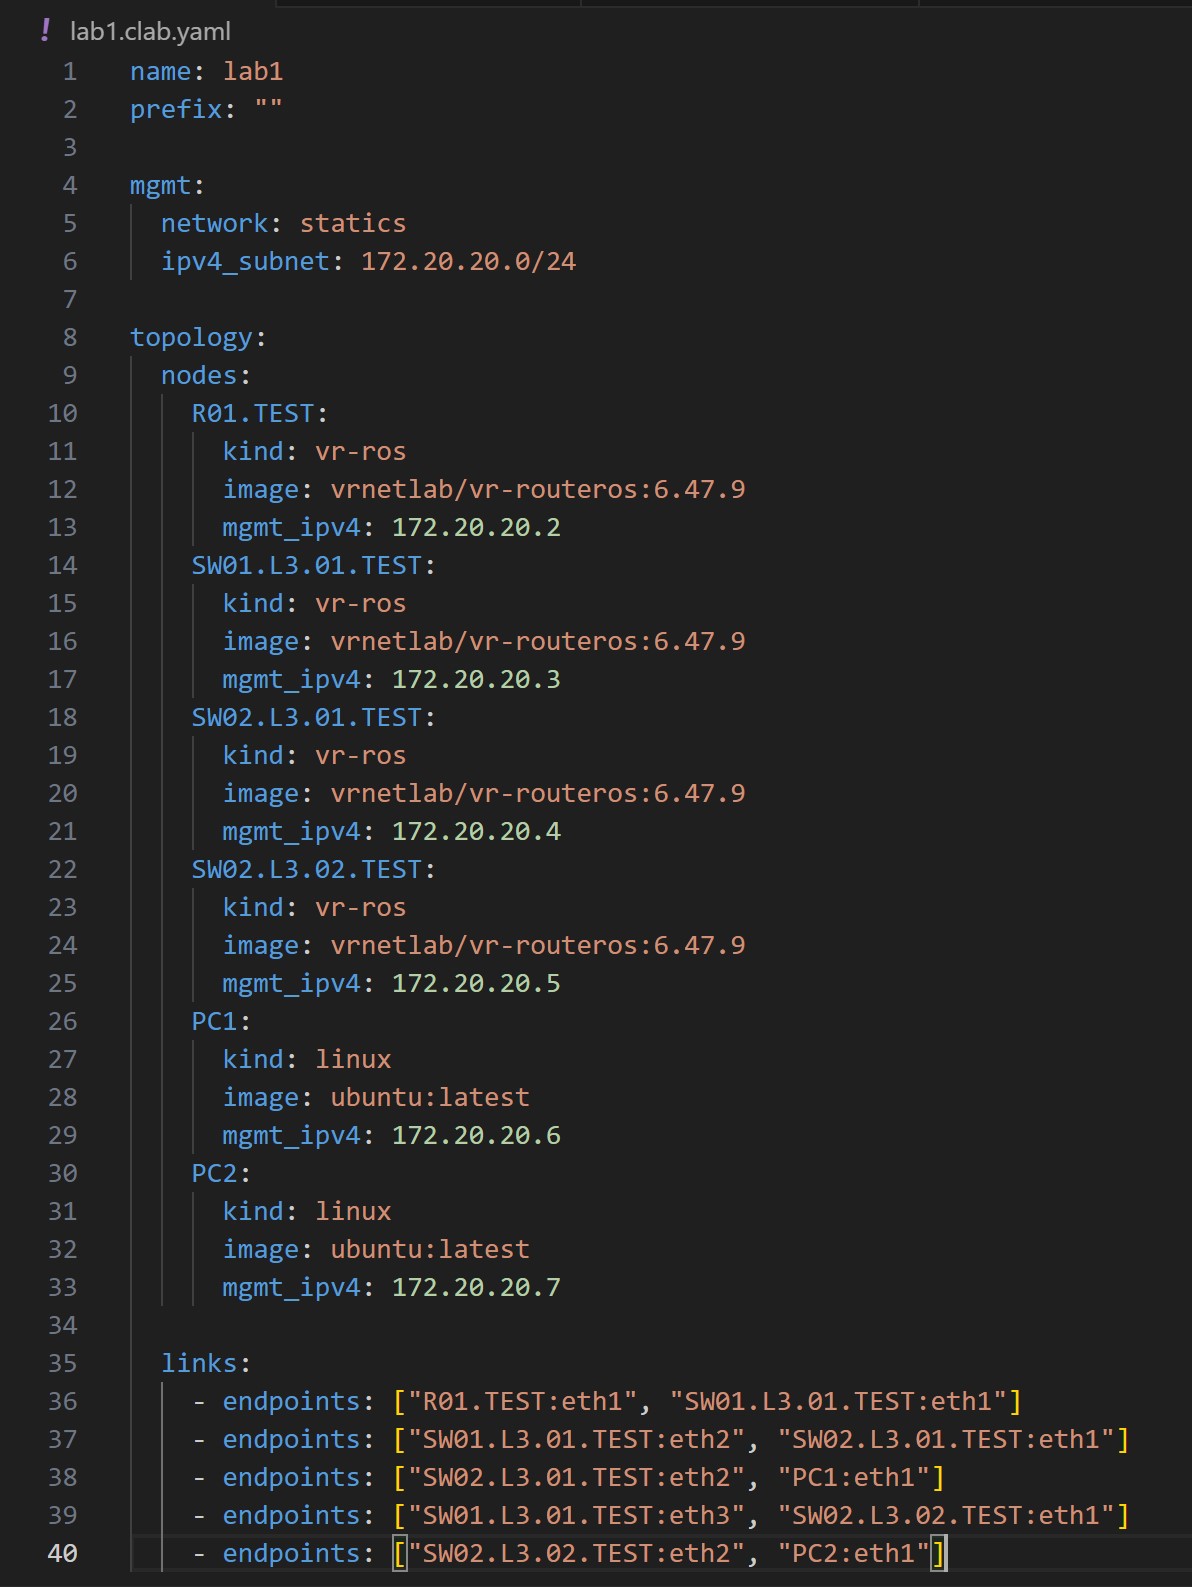 ! lab1.clab.yaml
1 name: lab1
2 prefix: ""
3
4 mgmt:
5   network: statics
6   ipv4_subnet: 172.20.20.0/24
7
8 topology:
9   nodes:
10     R01.TEST:
11       kind: vr-ros
12       image: vrnetlab/vr-routeros:6.47.9
13       mgmt_ipv4: 172.20.20.2
14     SW01.L3.01.TEST:
15       kind: vr-ros
16       image: vrnetlab/vr-routeros:6.47.9
17       mgmt_ipv4: 172.20.20.3
18     SW02.L3.01.TEST:
19       kind: vr-ros
20       image: vrnetlab/vr-routeros:6.47.9
21       mgmt_ipv4: 172.20.20.4
22     SW02.L3.02.TEST:
23       kind: vr-ros
24       image: vrnetlab/vr-routeros:6.47.9
25       mgmt_ipv4: 172.20.20.5
26     PC1:
27       kind: linux
28       image: ubuntu:latest
29       mgmt_ipv4: 172.20.20.6
30     PC2:
31       kind: linux
32       image: ubuntu:latest
33       mgmt_ipv4: 172.20.20.7
34
35   links:
36     - endpoints: ["R01.TEST:eth1", "SW01.L3.01.TEST:eth1"]
37     - endpoints: ["SW01.L3.01.TEST:eth2", "SW02.L3.01.TEST:eth1"]
38     - endpoints: ["SW02.L3.01.TEST:eth2", "PC1:eth1"]
39     - endpoints: ["SW01.L3.01.TEST:eth3", "SW02.L3.02.TEST:eth1"]
40     - endpoints: ["SW02.L3.02.TEST:eth2", "PC2:eth1"]